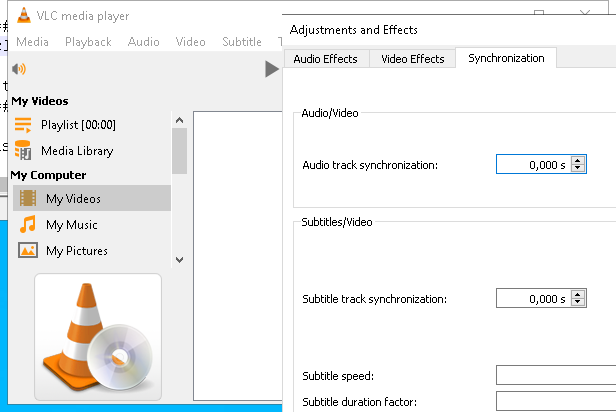 VLC media player
Media Playback Audio Video Subtitle
My Videos
Playlist [00:00]
Media Library
My Computer
My Videos
My Music
My Pictures
Adjustments and Effects
Audio Effects Video Effects Synchronization
Audio/Video
Audio track synchronization: 0,000 s
Subtitles/Video
Subtitle track synchronization: 0,000 s
Subtitle speed:
Subtitle duration factor: